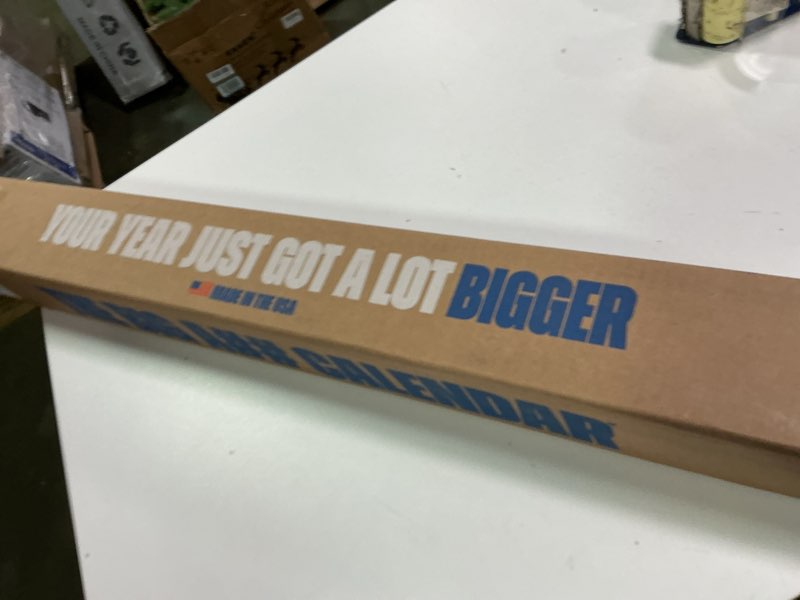 YOUR YEAR JUST GOT A LOT BIGGER
MADE IN THE USA
CALENDAR